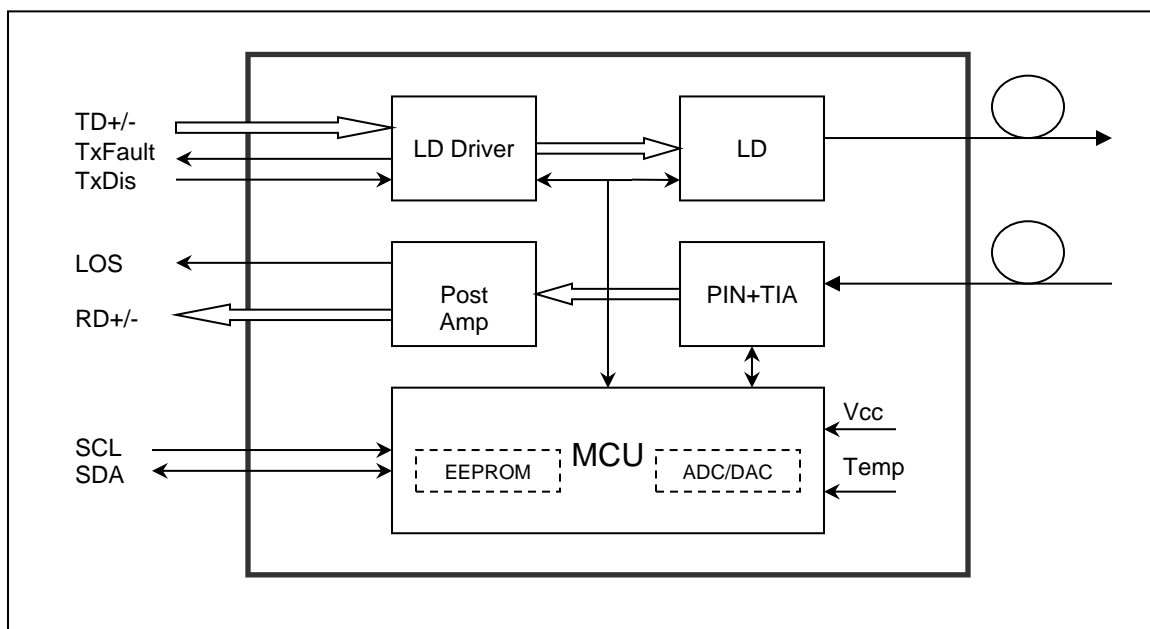 TD+/-
TxFault
TxDis
LD Driver
LD
LOS
RD+/-
Post
Amp
PIN+TIA
SCL
SDA
MCU
EEPROM
ADC/DAC
Vcc
Temp